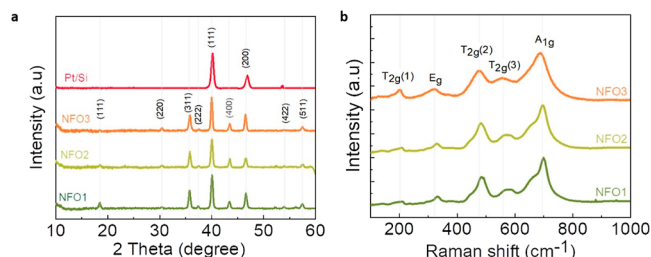 a
Intensity (a.u)
(111)
(200)
Pt/Si
(111)
(220)
(311)
(222)
(400)
(422)
(511)
NFO3
NFO2
NFO1
10 20 30 40 50 60
2 Theta (degree)
b
Intensity (a.u)
T2g(1)
Eg
T2g(2)
T2g(3)
A1g
NFO3
NFO2
NFO1
200 400 600 800 1000
Raman shift (cm-1)